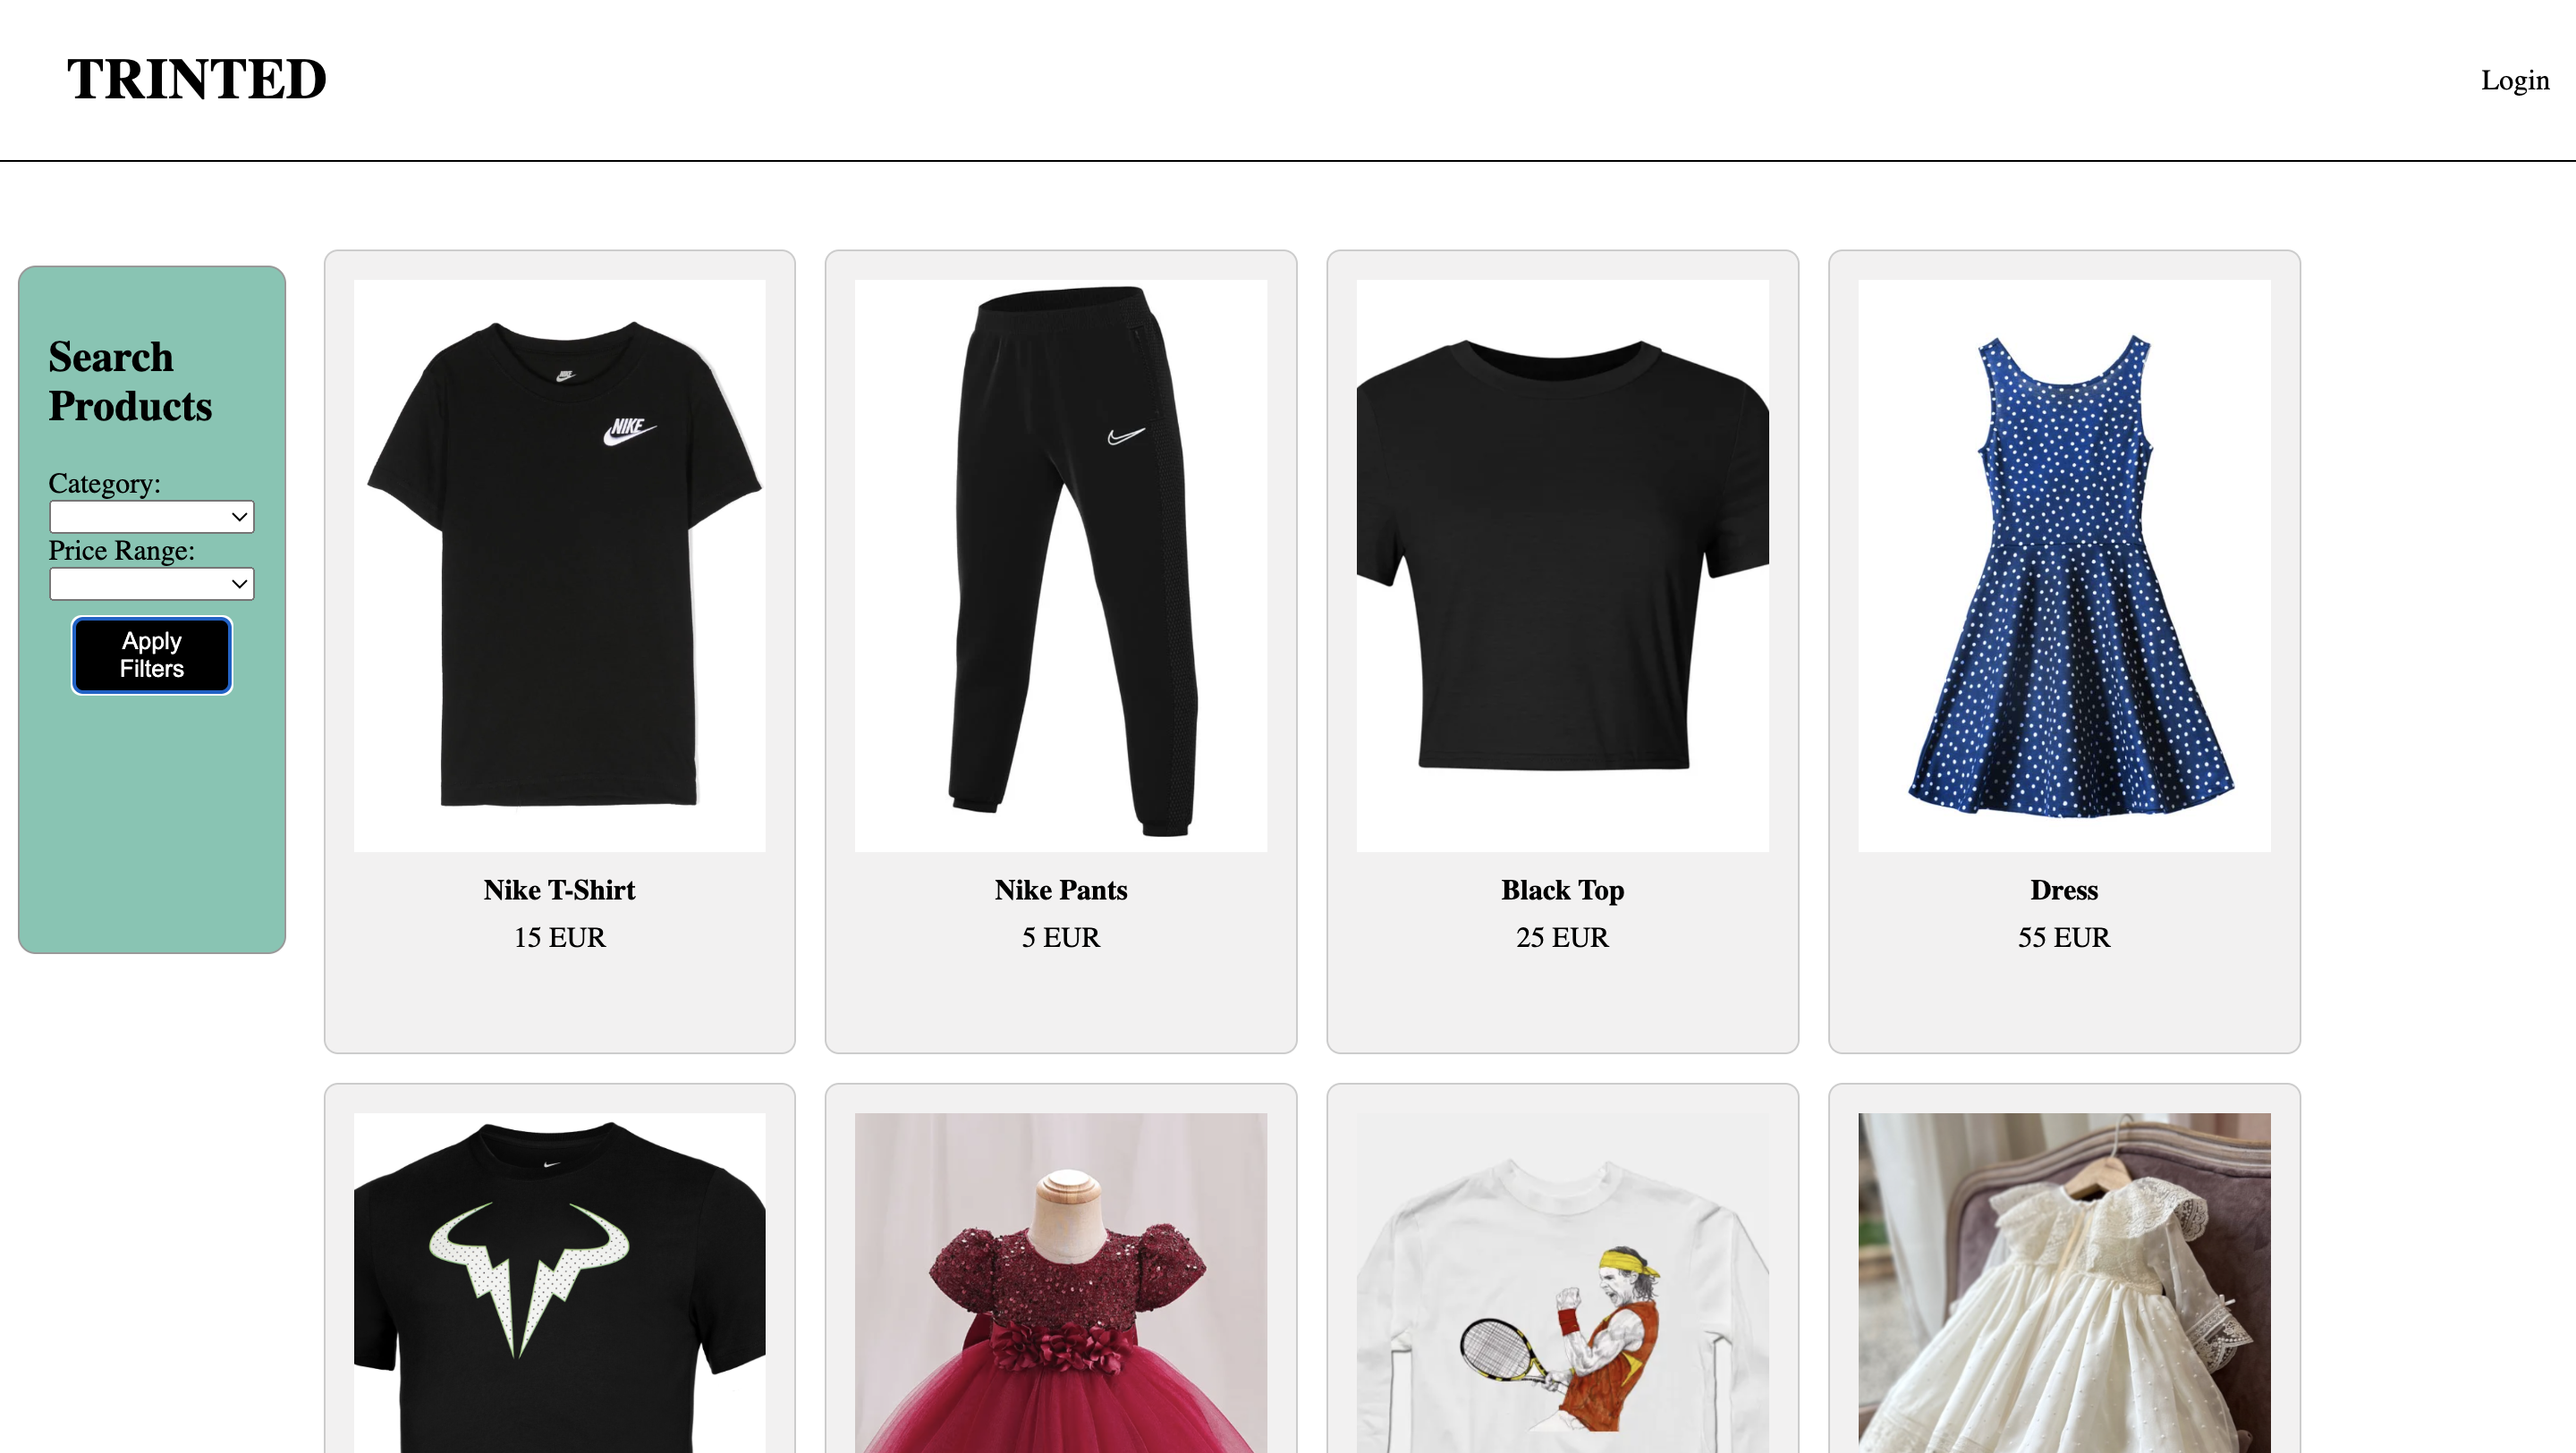 TRINTED
Login
Search
Products
Category:
Price Range:
Apply
Filters
NIKE
Nike T-Shirt
15 EUR
Nike Pants
5 EUR
Black Top
25 EUR
Dress
55 EUR